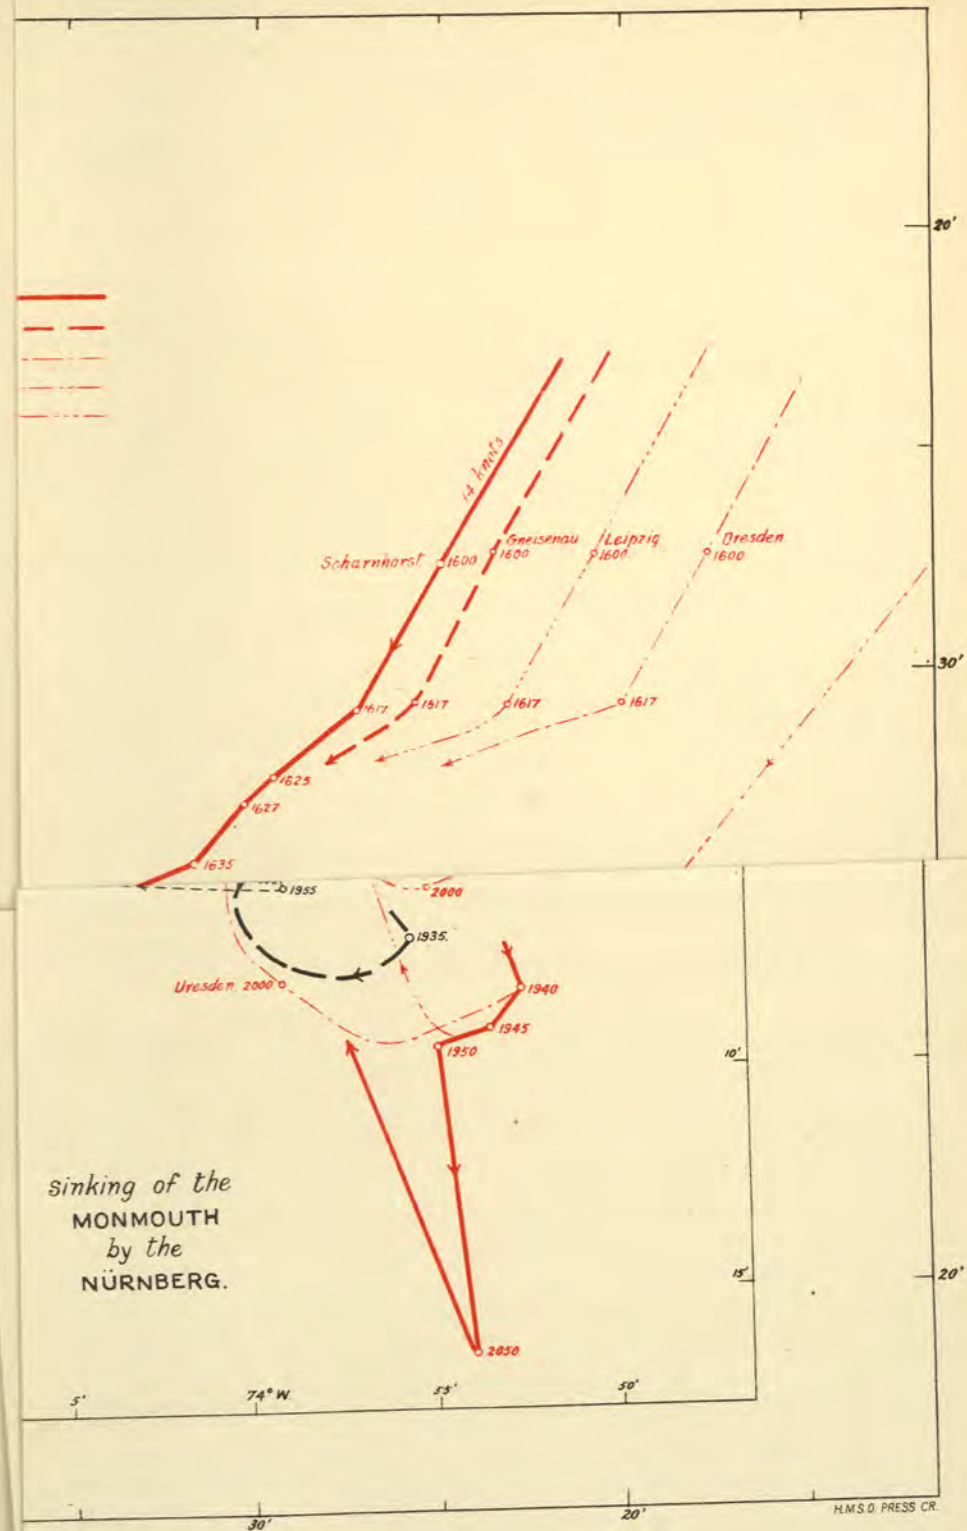 20'
14 knots
Scharnhorst 1600
Gneisenau 1600
Leipzig 1600
Dresden 1600
30'
1617
1617
1617
1617
1625
1627
1635
1955
2000
1935.
Dresden 2000
1940
1945
1950
10'
sinking of the
MONMOUTH
by the
NÜRNBERG.
15'
20'
2050
5'
74° W.
55'
50'
30'
20'
H.M.S.O. PRESS CR.